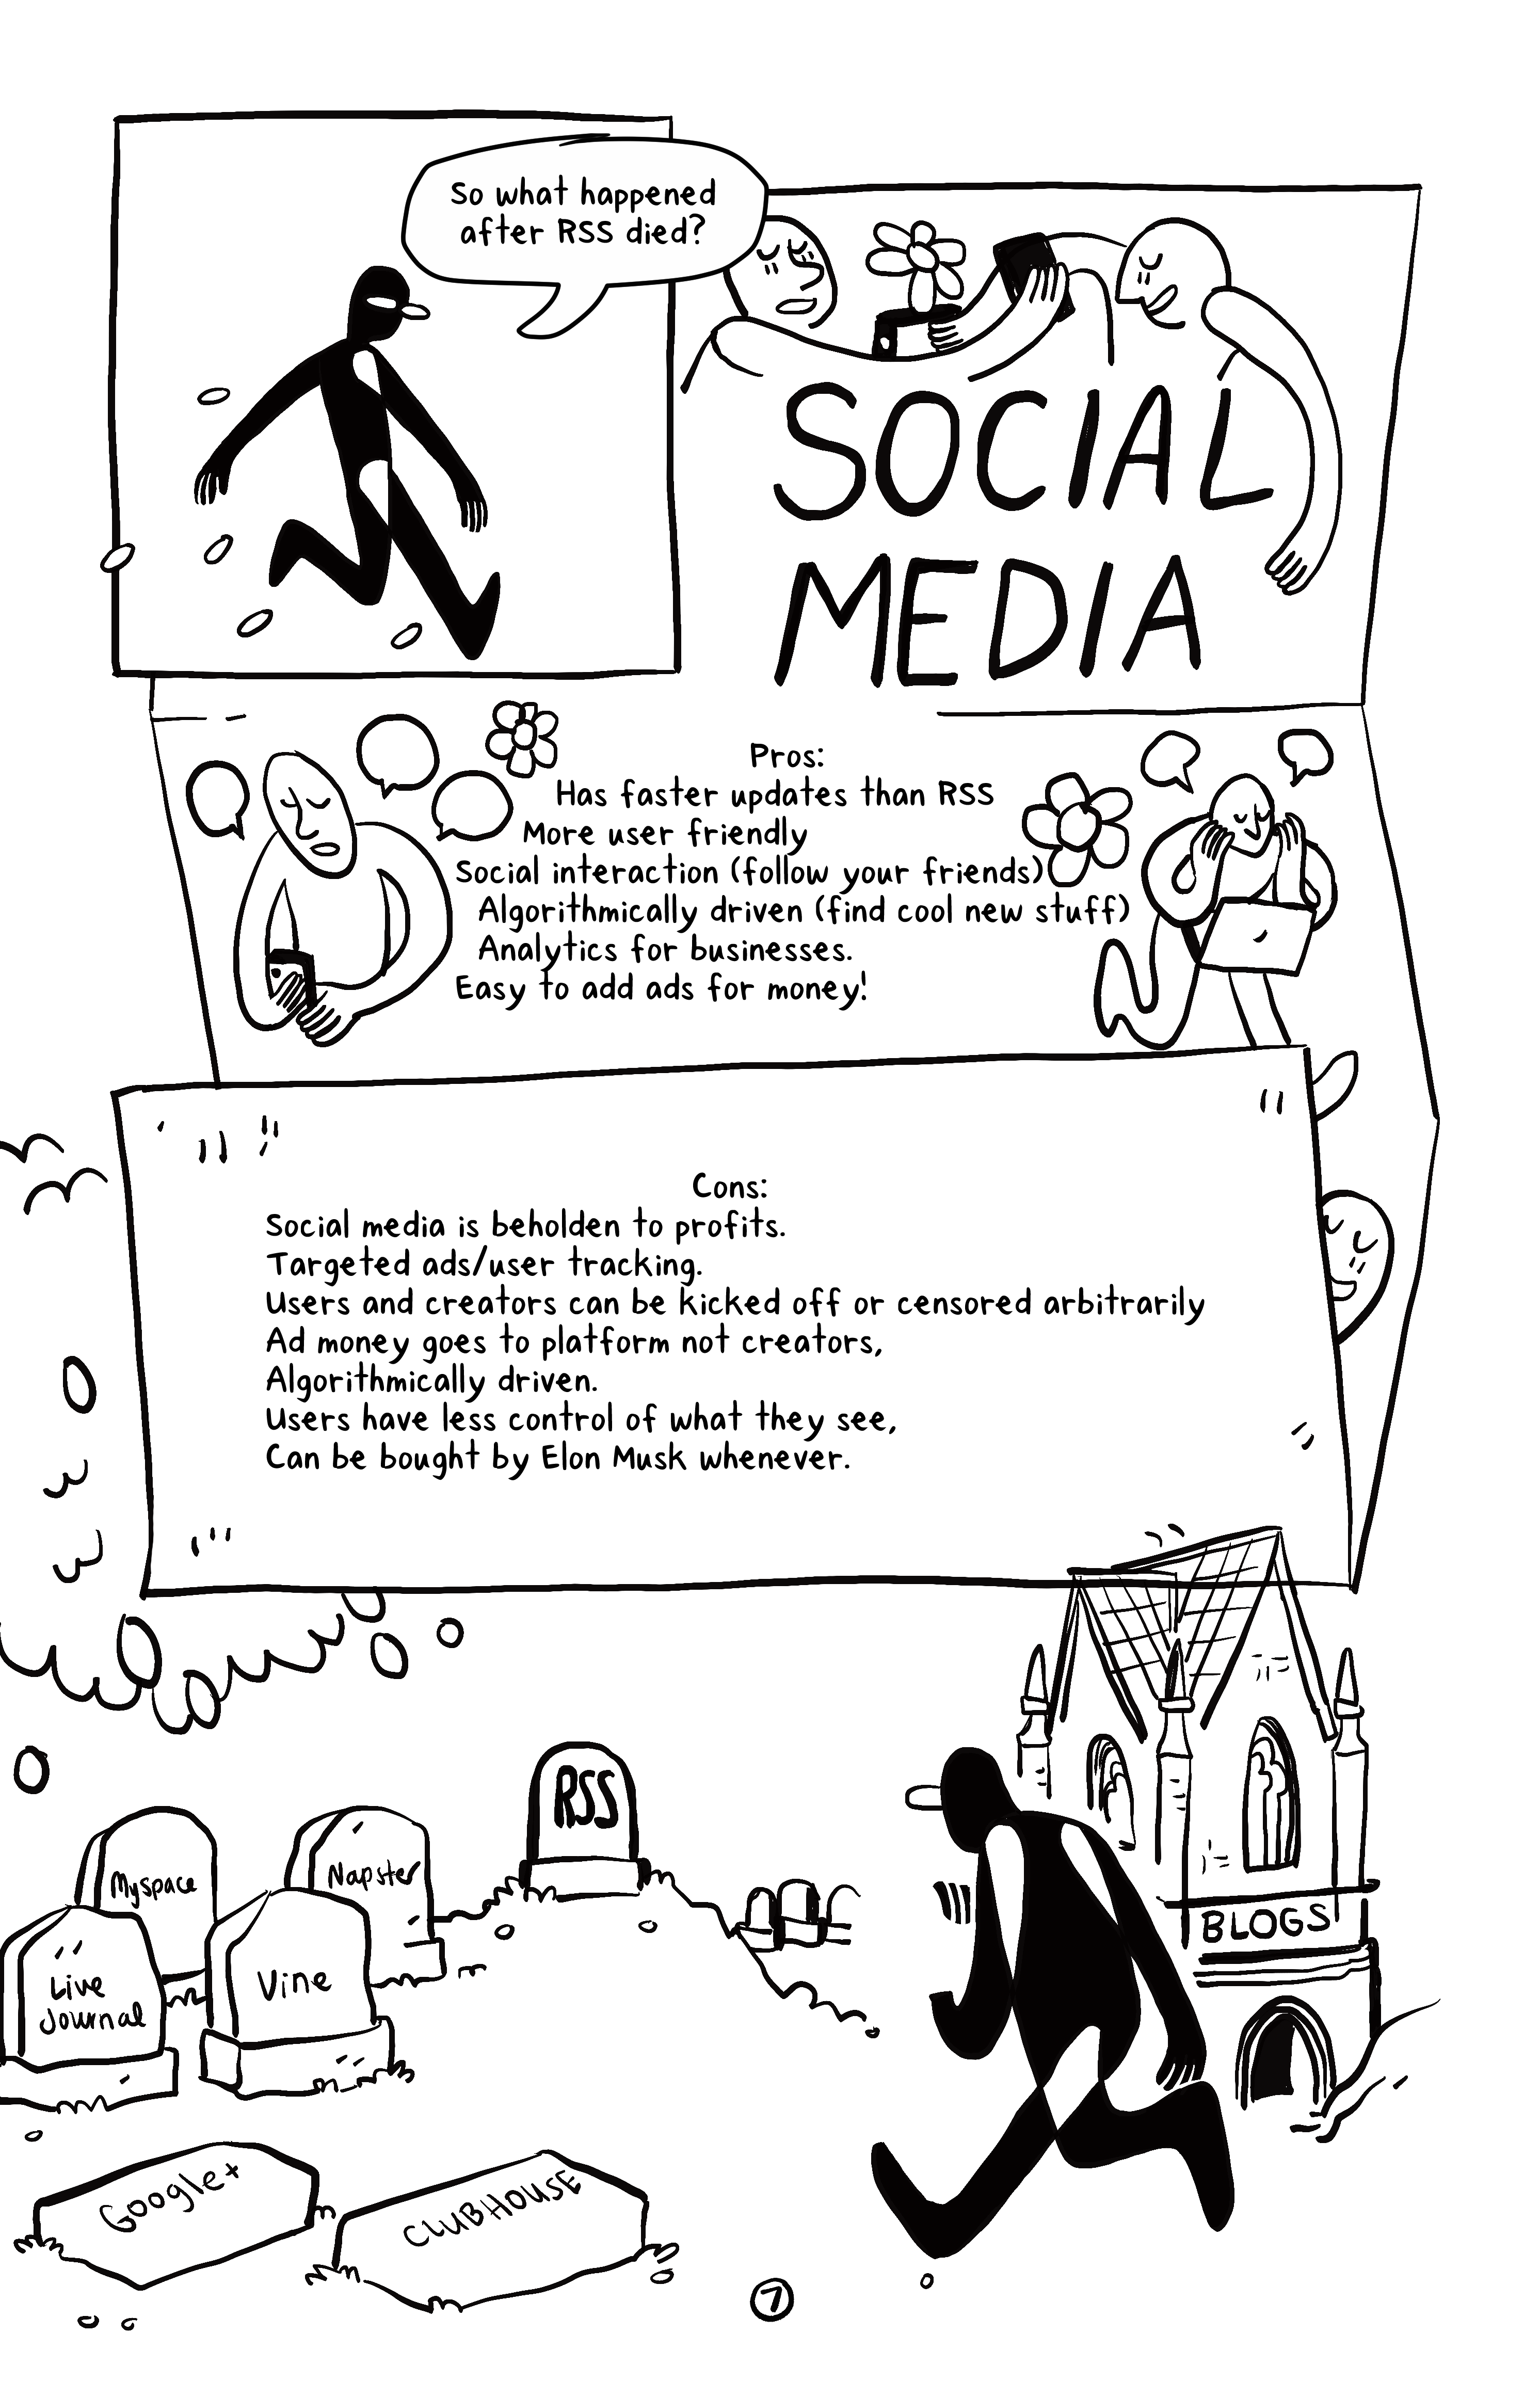 So what happened
after RSS died?
SOCIAL
MEDIA
Pros:
Has faster updates than RSS
More user friendly
Social interaction (follow your friends)
Algorithmically driven (find cool new stuff)
Analytics for businesses.
Easy to add ads for money!
Cons:
Social media is beholden to profits.
Targeted ads/user tracking.
Users and creators can be kicked off or censored arbitrarily
Ad money goes to platform not creators,
Algorithmically driven.
Users have less control of what they see,
Can be bought by Elon Musk whenever.
RSS
Myspace
Napster
Live
Journal
Vine
BLOGS
Google+
CLUBHOUSE
7